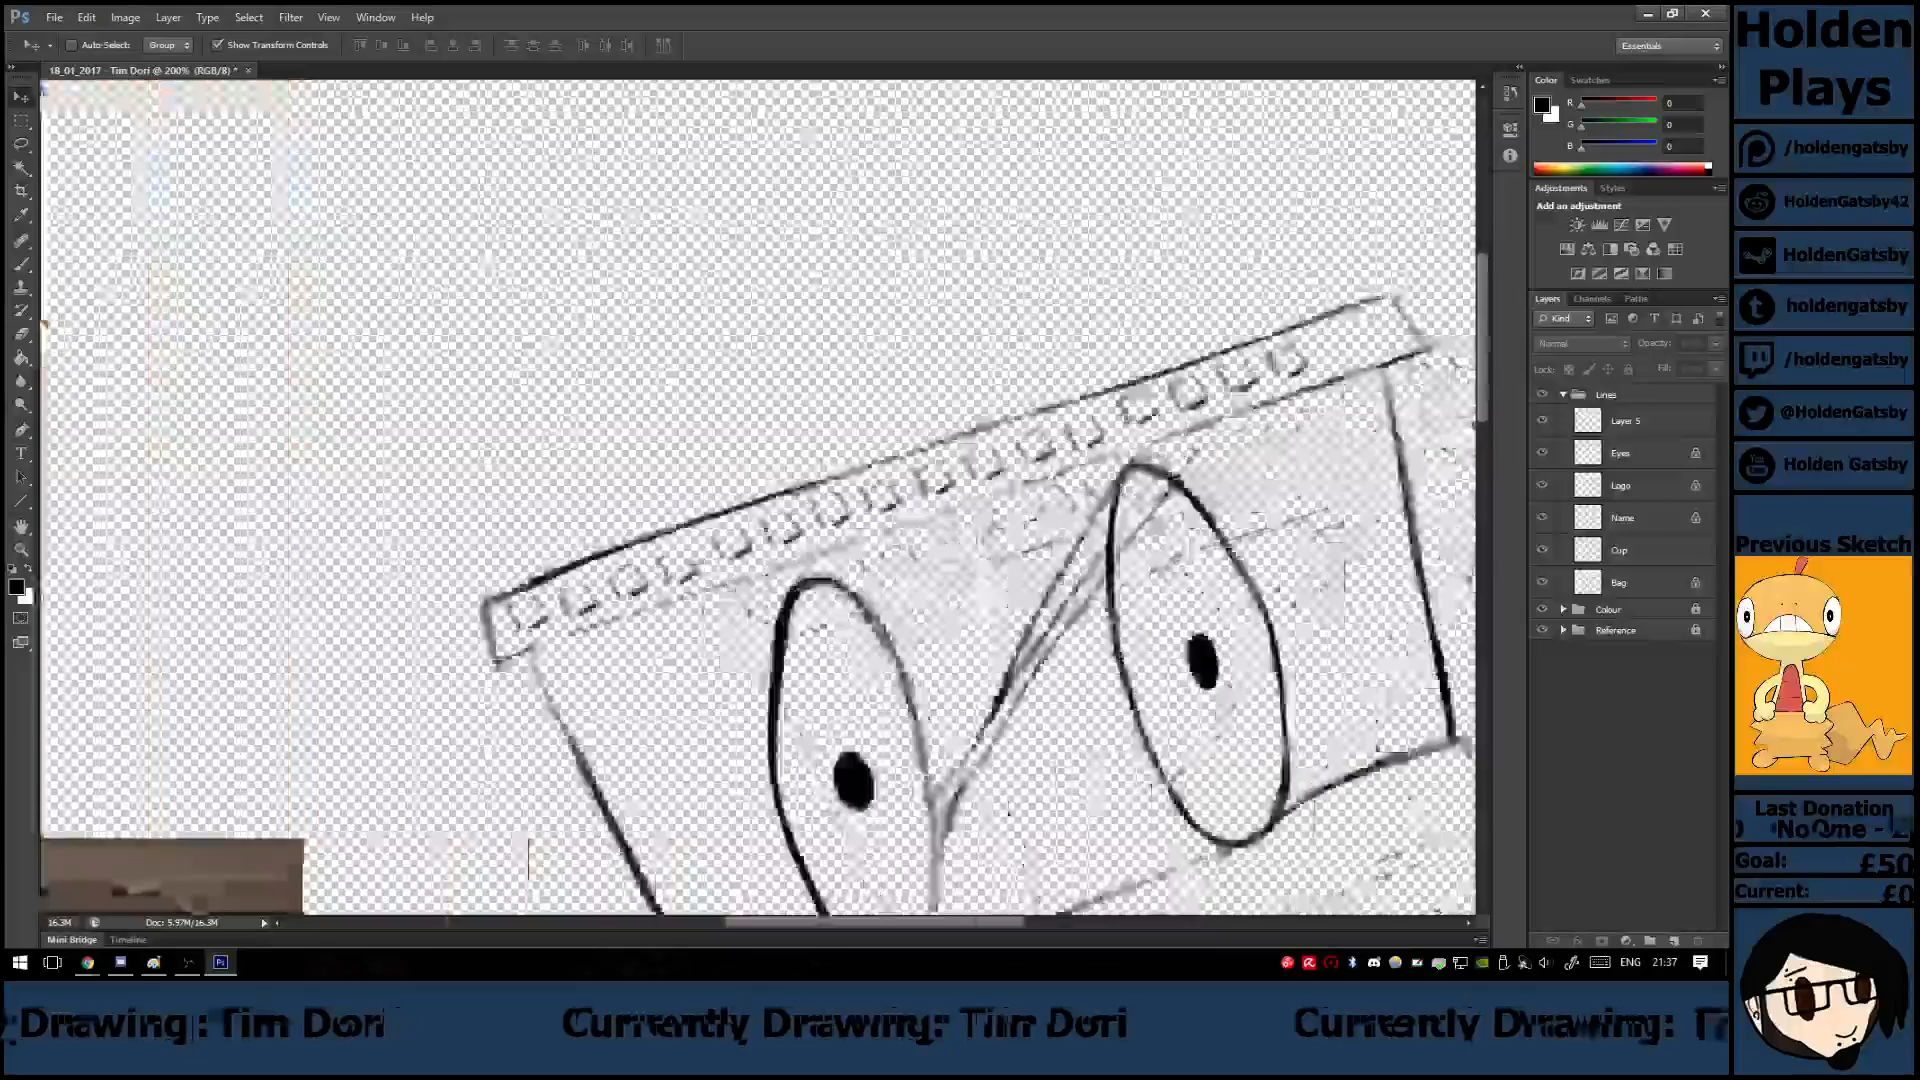 Ps File Edit Image Layer Type Select Filter View Window Help
Auto-Select: Group Show Transform Controls Essentials
18_01_2017 - Tim Dori @ 200% (RGB/8) *
Color Swatches
R 0
G 0
B 0
Adjustments Styles
Add an adjustment
Layers Channels Paths
Kind
Normal Opacity:
Lock: Fill:
Lines
Layer 5
Eyes
Logo
Name
Cup
Bag
Colour
Reference
16.3M Doc: 5.97M/16.3M
Mini Bridge Timeline
ENG 21:37
Drawing: Tim Dori Currently Drawing: Tim Dori Currently Drawing: T
Holden
Plays
/holdengatsby
HoldenGatsby42
HoldenGatsby
holdengatsby
/holdengatsby
@HoldenGatsby
Holden Gatsby
Previous Sketch
Last Donation
No One -
Goal: £50
Current: £0